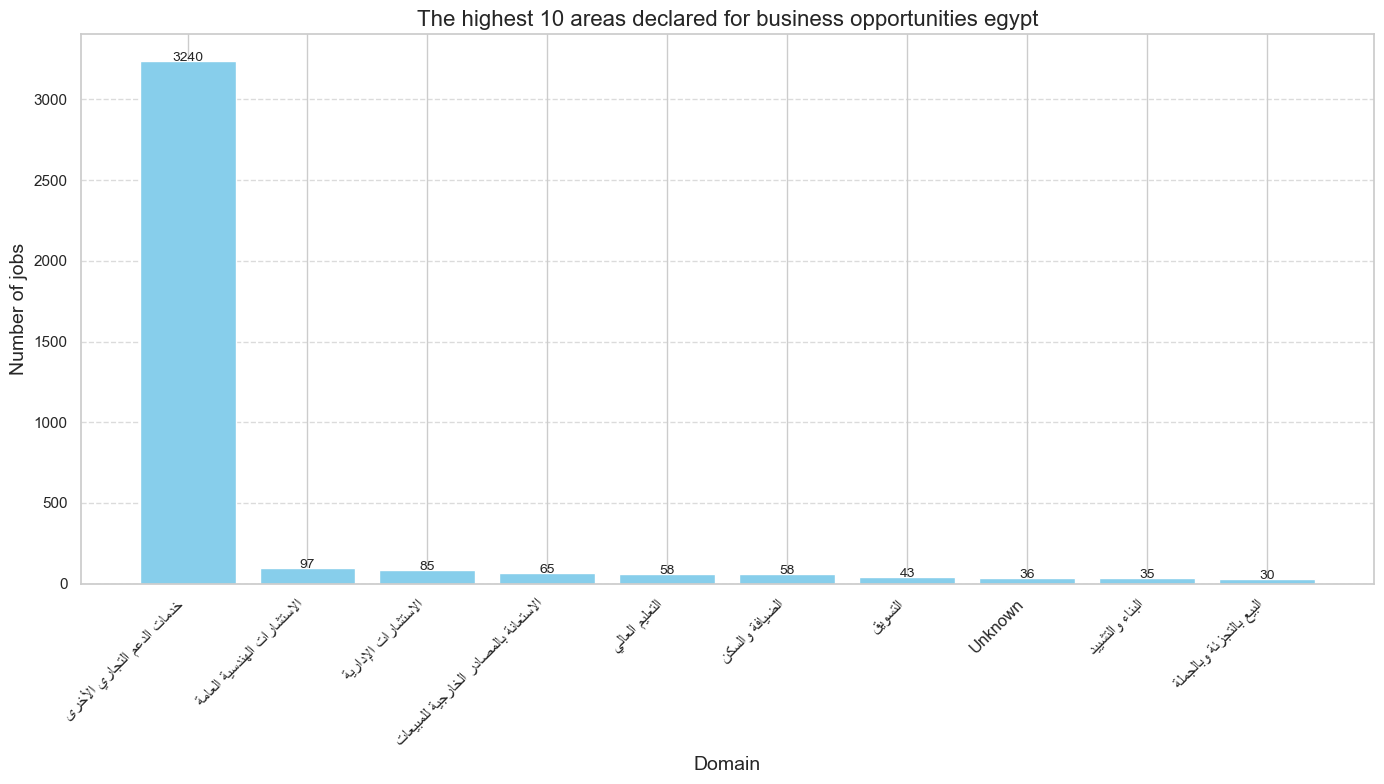 The highest 10 areas declared for business opportunities egypt
Number of jobs
3000
2500
2000
1500
1000
500
0
3240
97
85
65
58
58
43
36
35
30
خدمات الدعم التجاري الأخرى
الاستشارات الهندسية العامة
الاستشارات الإدارية
الاستعانة بالمصادر الخارجية للمبيعات
التعليم العالي
الضيافة والسكن
التسويق
Unknown
البناء والتشييد
البيع بالتجزئة وبالجملة
Domain